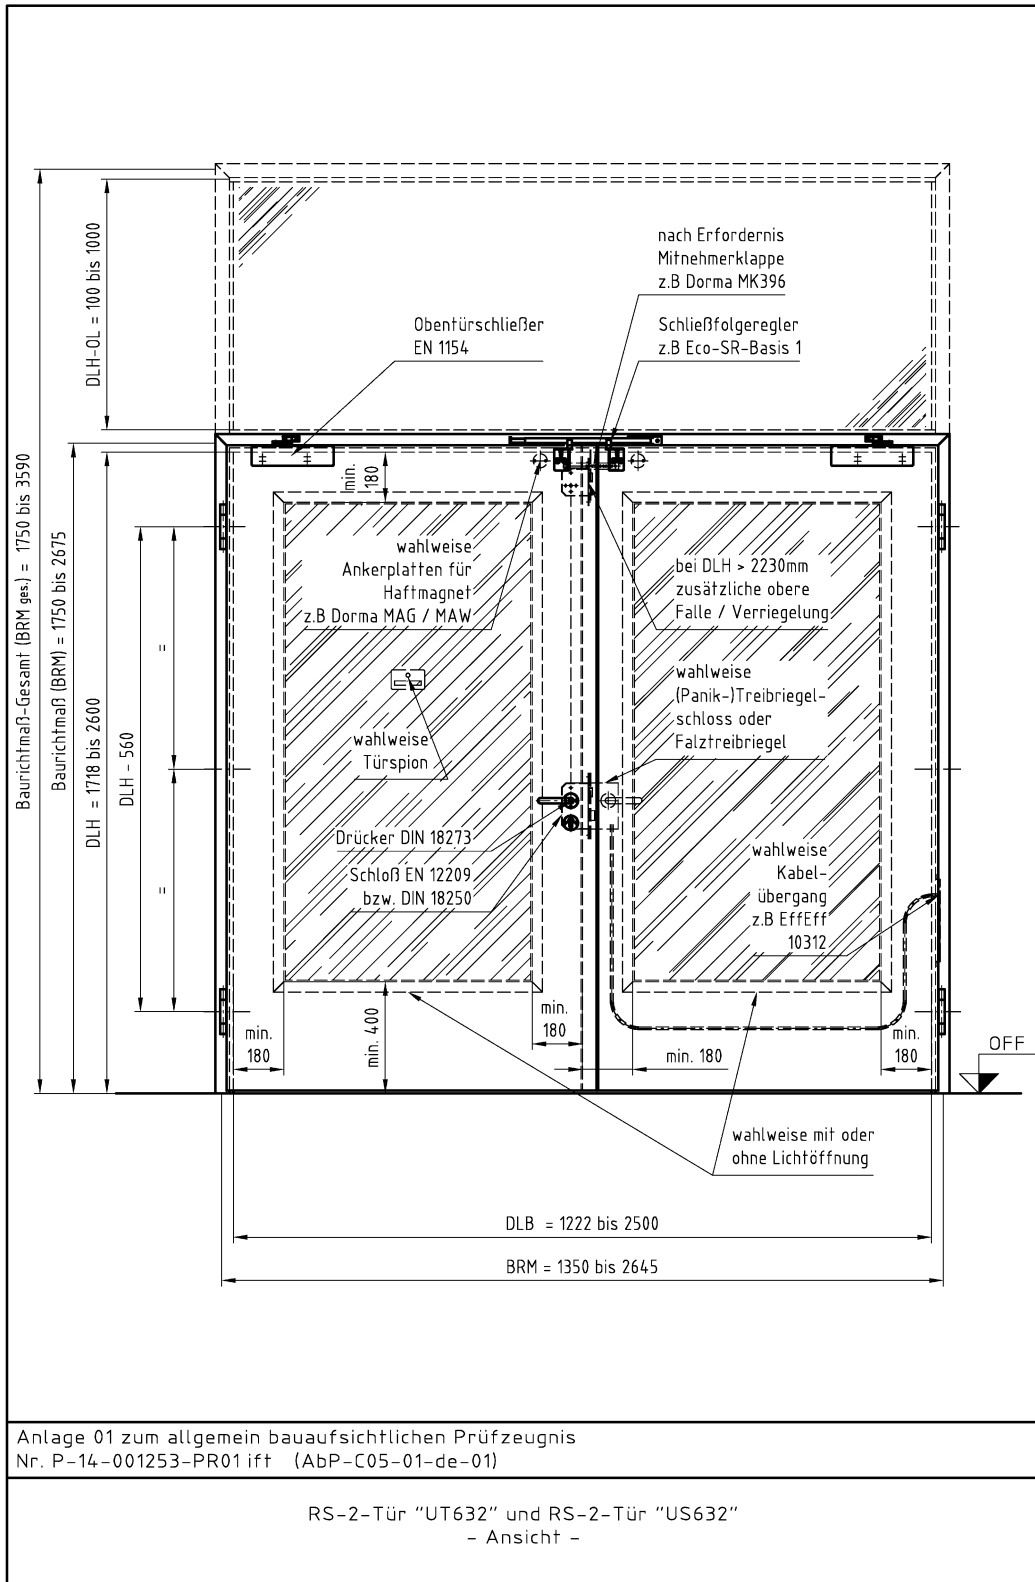 nach Erfordernis
Mitnehmerklappe
z.B Dorma MK396
Obentürschließer
EN 1154
Schließfolgeregler
z.B Eco-SR-Basis 1
DLH-OL = 100 bis 1000
Baurichtmaß-Gesamt (BRM ges.) = 1750 bis 3590
Baurichtmaß (BRM) = 1750 bis 2675
DLH = 1718 bis 2600
DLH - 560
=
=
min.
180
wahlweise
Ankerplatten für
Haftmagnet
z.B Dorma MAG / MAW
bei DLH > 2230mm
zusätzliche obere
Falle / Verriegelung
wahlweise
Türspion
wahlweise
(Panik-)Treibriegel-
schloss oder
Falztreibriegel
Drücker DIN 18273
Schloß EN 12209
bzw. DIN 18250
wahlweise
Kabel-
übergang
z.B EffEff
10312
min.
180
min. 400
min.
180
min. 180
min.
180
OFF
wahlweise mit oder
ohne Lichtöffnung
DLB = 1222 bis 2500
BRM = 1350 bis 2645
Anlage 01 zum allgemein bauaufsichtlichen Prüfzeugnis
Nr. P-14-001253-PR01 ift (AbP-C05-01-de-01)
RS-2-Tür "UT632" und RS-2-Tür "US632"
- Ansicht -